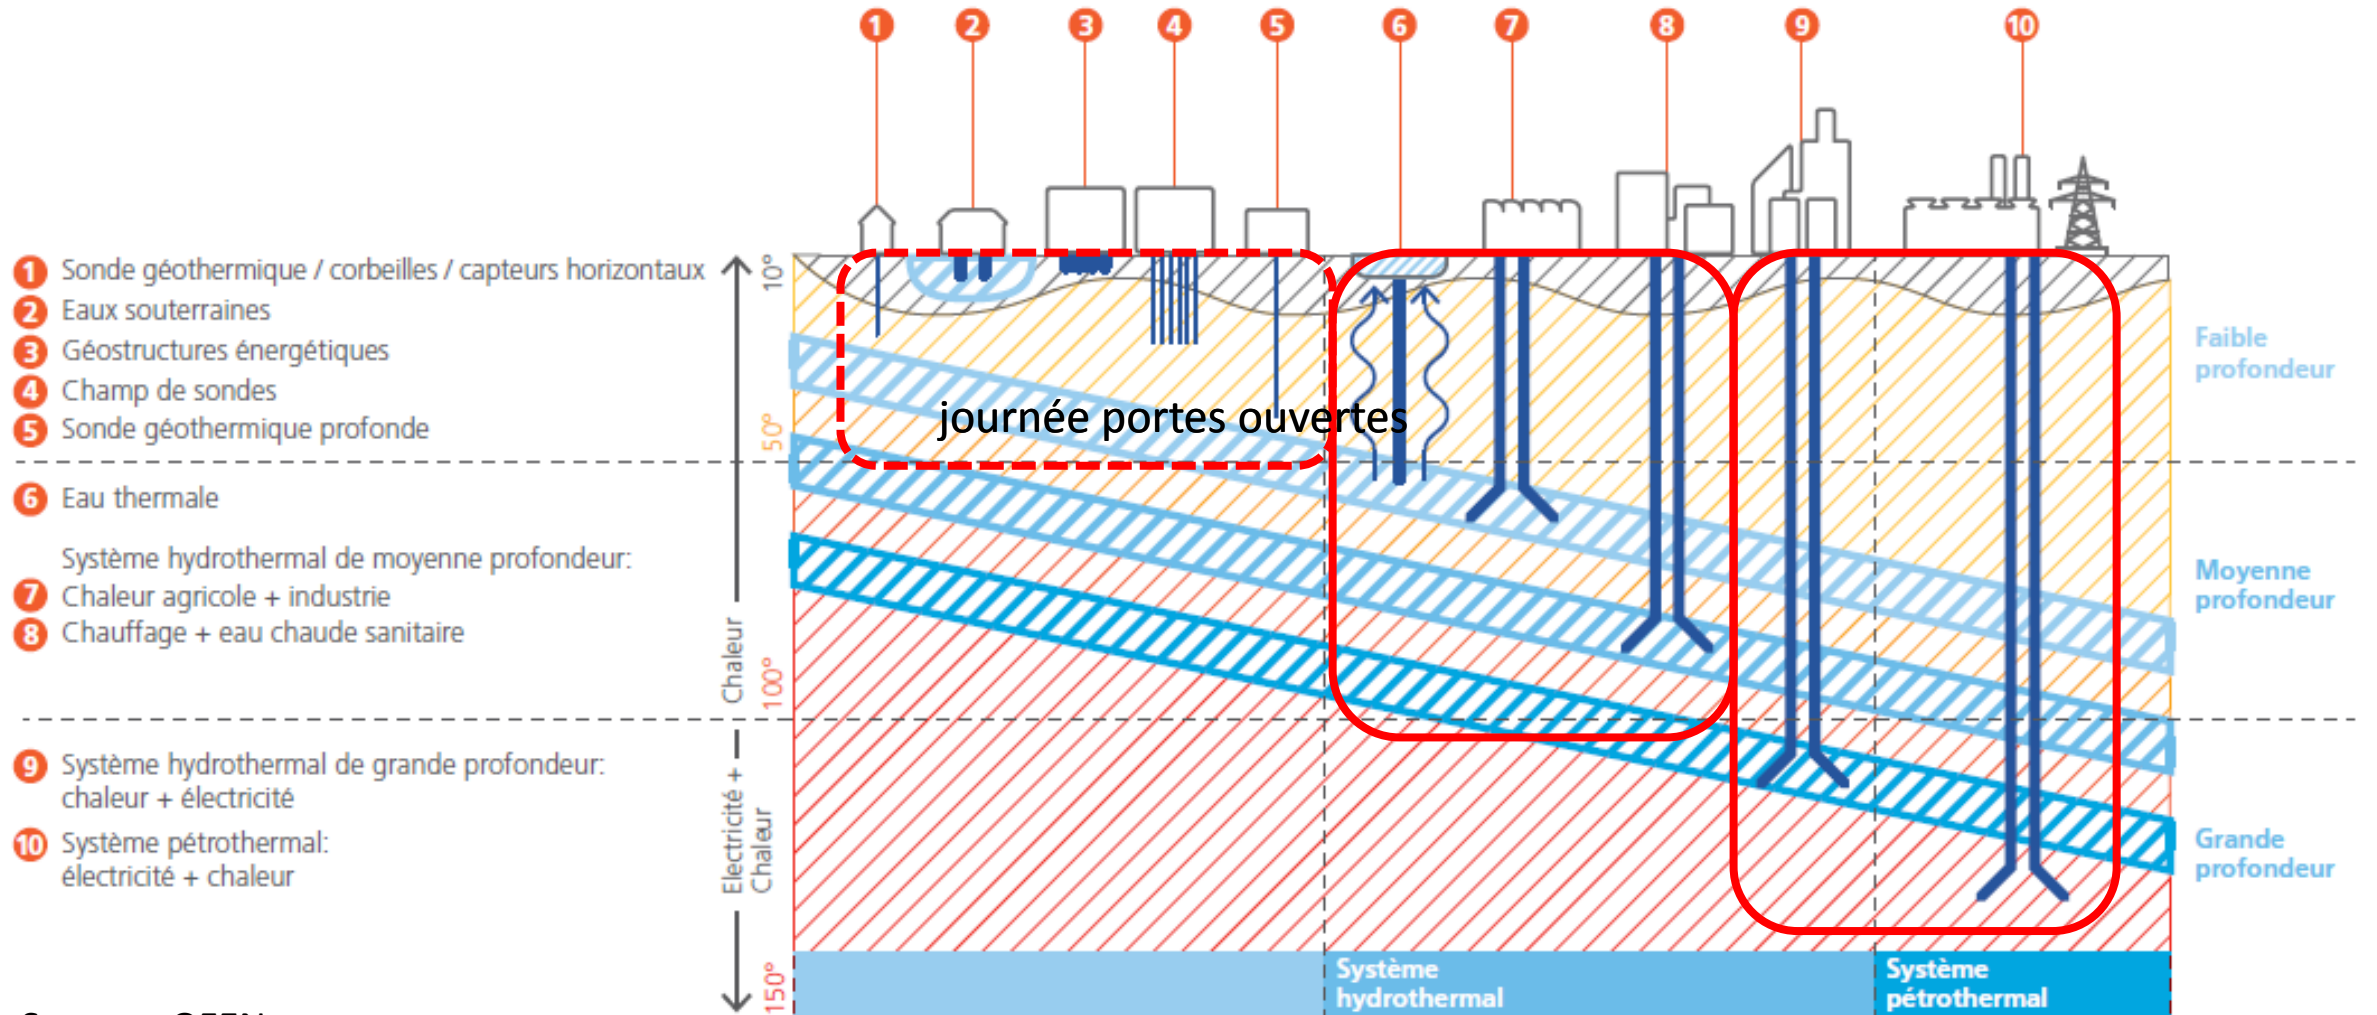 1 2 3 4 5 6 7 8 9 10
1 Sonde géothermique / corbeilles / capteurs horizontaux
2 Eaux souterraines
3 Géostructures énergétiques
4 Champ de sondes
5 Sonde géothermique profonde
6 Eau thermale
Système hydrothermal de moyenne profondeur:
7 Chaleur agricole + industrie
8 Chauffage + eau chaude sanitaire
9 Système hydrothermal de grande profondeur:
chaleur + électricité
10 Système pétrothermal:
électricité + chaleur
Chaleur
Electricité +
Chaleur
10°
50°
100°
150°
journée portes ouvertes
Faible
profondeur
Moyenne
profondeur
Grande
profondeur
Système
hydrothermal
Système
pétrothermal